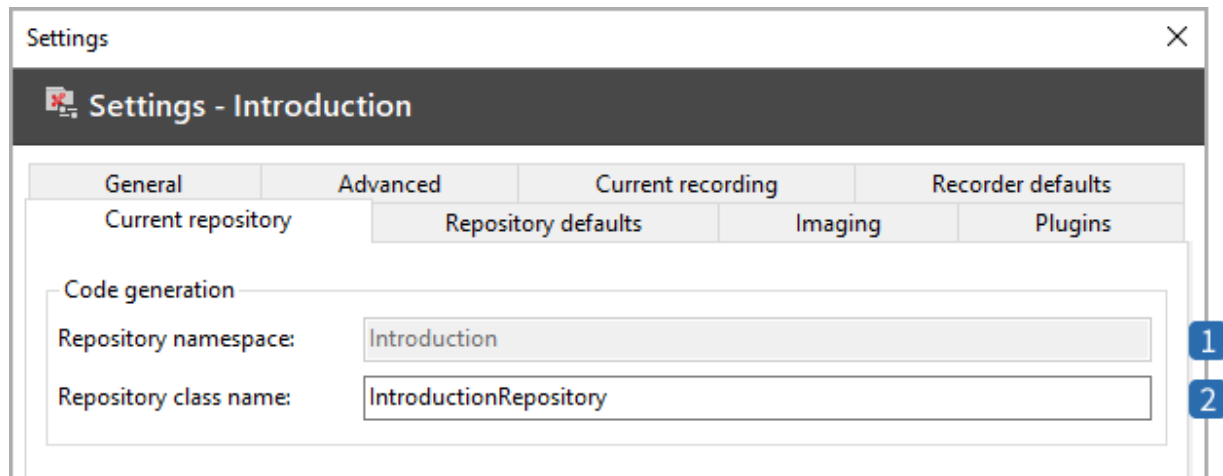 Settings
Settings - Introduction
General Advanced Current recording Recorder defaults
Current repository Repository defaults Imaging Plugins
Code generation
Repository namespace: Introduction 1
Repository class name: IntroductionRepository 2